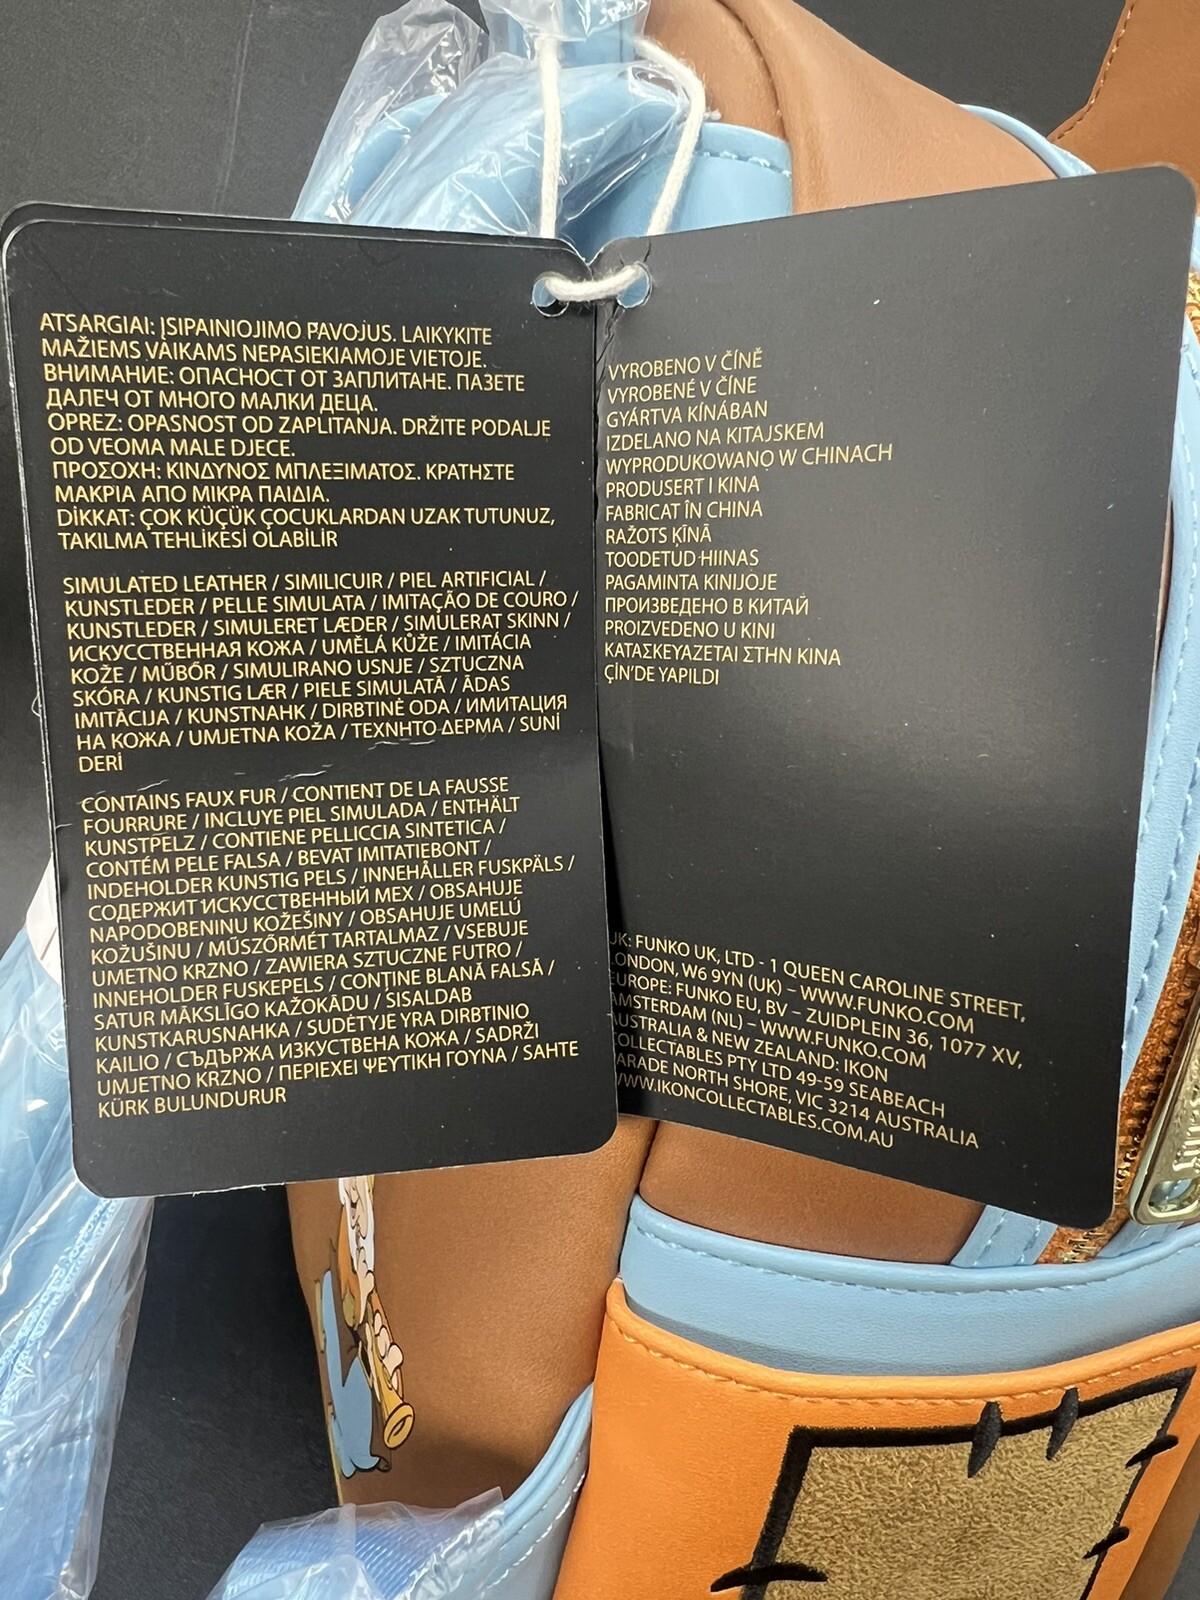 ATSARGIAI: ĮSIPAINIOJIMO PAVOJUS. LAIKYKITE
MAŽIEMS VAIKAMS NEPASIEKIAMOJE VIETOJE.
ВНИМАНИЕ: ОПАСНОСТ ОТ ЗАПЛИТАНЕ. ПАЗЕТЕ
ДАЛЕЧ ОТ МНОГО МАЛКИ ДЕЦА.
OPREZ: OPASNOST OD ZAPLITANJA. DRŽITE PODALJE
OD VEOMA MALE DJECE.
ΠΡΟΣΟΧΗ: ΚΙΝΔΥΝΟΣ ΜΠΛΕΞΙΜΑΤΟΣ. ΚΡΑΤΗΣΤΕ
ΜΑΚΡΙΑ ΑΠΟ ΜΙΚΡΑ ΠΑΙΔΙΑ.
DİKKAT: ÇOK KÜÇÜK ÇOCUKLARDAN UZAK TUTUNUZ,
TAKILMA TEHLİKESİ OLABİLİR
SIMULATED LEATHER / SIMILICUIR / PIEL ARTIFICIAL /
KUNSTLEDER / PELLE SIMULATA / IMITAÇÃO DE COURO /
KUNSTLEDER / SIMULERET LÆDER / SIMULERAT SKINN /
ИСКУССТВЕННАЯ КОЖА / UMĚLÁ KŮŽE / IMITÁCIA
KOŽE / MŰBŐR / SIMULIRANO USNJE / SZTUCZNA
SKÓRA / KUNSTIG LÆR / PIELE SIMULATĂ / ĀDAS
IMITĀCIJA / KUNSTNAHK / DIRBTINĖ ODA / ИМИТАЦИЯ
НА КОЖА / UMJETNA KOŽA / ΤΕΧΝΗΤΟ ΔΕΡΜΑ / SUNİ
DERİ
CONTAINS FAUX FUR / CONTIENT DE LA FAUSSE
FOURRURE / INCLUYE PIEL SIMULADA / ENTHÄLT
KUNSTPELZ / CONTIENE PELLICCIA SINTETICA /
CONTÉM PELE FALSA / BEVAT IMITATIEBONT /
INDEHOLDER KUNSTIG PELS / INNEHÅLLER FUSKPÄLS /
СОДЕРЖИТ ИСКУССТВЕННЫЙ МЕХ / OBSAHUJE
NAPODOBENINU KOŽEŠINY / OBSAHUJE UMELÚ
KOŽUŠINU / MŰSZŐRMÉT TARTALMAZ / VSEBUJE
UMETNO KRZNO / ZAWIERA SZTUCZNE FUTRO /
INNEHOLDER FUSKEPELS / CONȚINE BLANĂ FALSĂ /
SATUR MĀKSLĪGO KAŽOKĀDU / SISALDAB
KUNSTKARUSNAHKA / SUDĖTYJE YRA DIRBTINIO
KAILIO / СЪДЪРЖА ИЗКУСТВЕНА КОЖА / SADRŽI
UMJETNO KRZNO / ΠΕΡΙΕΧΕΙ ΨΕΥΤΙΚΗ ΓΟΥΝΑ / SAHTE
KÜRK BULUNDURUR
VYROBENO V ČÍNĚ
VYROBENÉ V ČÍNE
GYÁRTVA KÍNÁBAN
IZDELANO NA KITAJSKEM
WYPRODUKOWANO W CHINACH
PRODUSERT I KINA
FABRICAT ÎN CHINA
RAŽOTS ĶĪNĀ
TOODETUD HIINAS
PAGAMINTA KINIJOJE
ПРОИЗВЕДЕНО В КИТАЙ
PROIZVEDENO U KINI
ΚΑΤΑΣΚΕΥΑΖΕΤΑΙ ΣΤΗΝ ΚΙΝΑ
ÇİN'DE YAPILDI
UK: FUNKO UK, LTD - 1 QUEEN CAROLINE STREET,
LONDON, W6 9YN (UK) – WWW.FUNKO.COM
EUROPE: FUNKO EU, BV – ZUIDPLEIN 36, 1077 XV,
AMSTERDAM (NL) – WWW.FUNKO.COM
AUSTRALIA & NEW ZEALAND: IKON
COLLECTABLES PTY LTD 49-59 SEABEACH
PARADE NORTH SHORE, VIC 3214 AUSTRALIA
WWW.IKONCOLLECTABLES.COM.AU